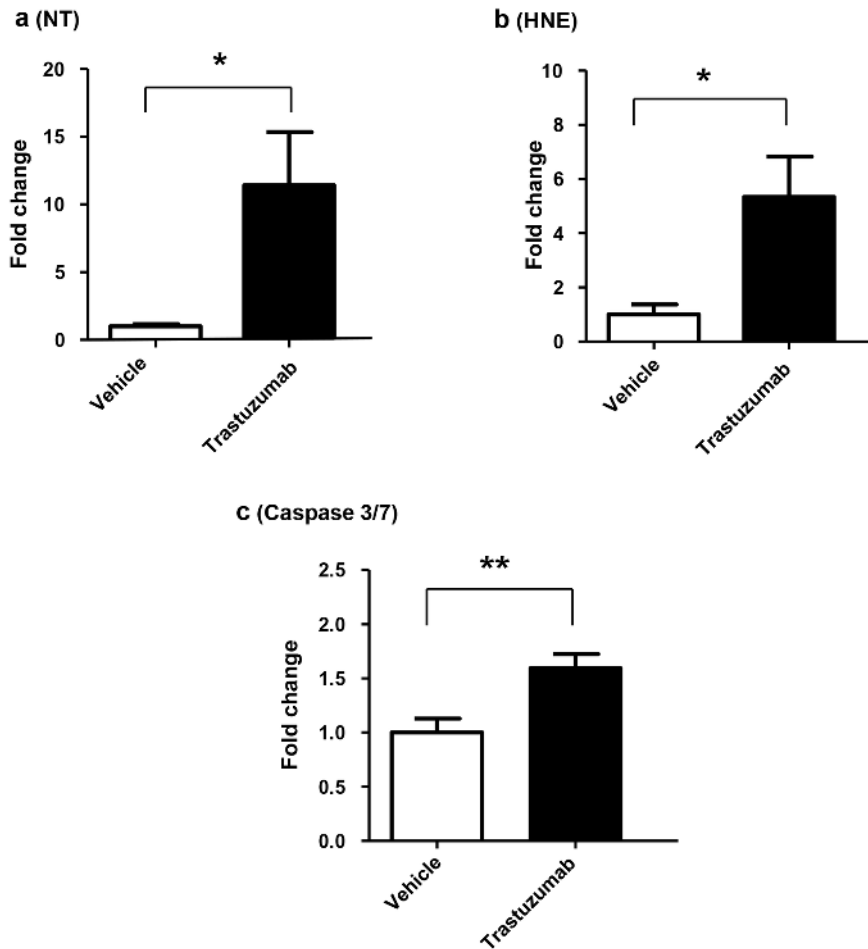 a (NT)
*
20
15
10
5
0
Fold change
Vehicle
Trastuzumab
b (HNE)
*
10
8
6
4
2
0
Fold change
Vehicle
Trastuzumab
c (Caspase 3/7)
**
2.5
2.0
1.5
1.0
0.5
0.0
Fold change
Vehicle
Trastuzumab